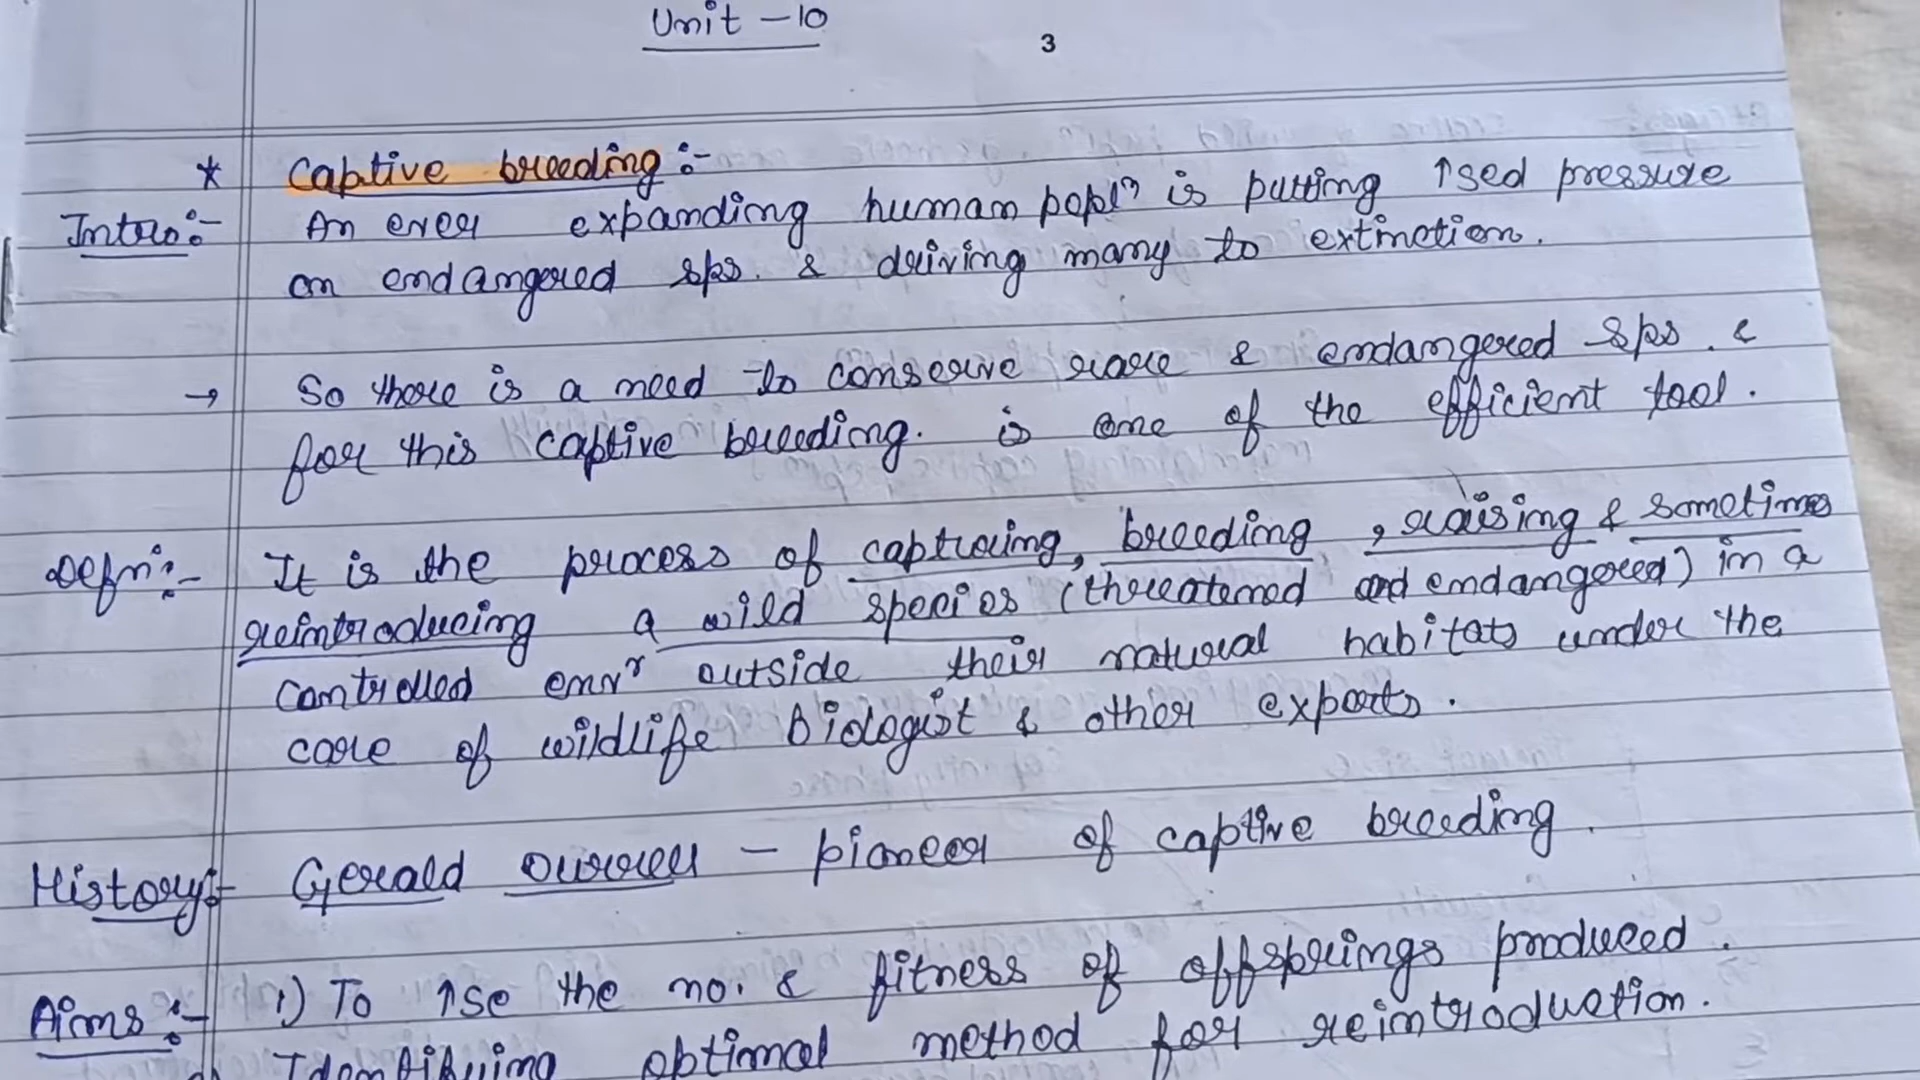 Unit - 10
3
* Captive breeding :-
Intro :- An ever expanding human popl^n is putting ↑sed pressure
on endangered sps. & driving many to extinction.
→ So there is a need to conserve rare & endangered sps. &
for this captive breeding. is one of the efficient tool.
Defn :- It is the process of capturing, breeding, raising & sometimes
reintroducing a wild species (threatened and endangered) in a
controlled envr outside their natural habitats under the
care of wildlife biologist & other experts.
History :- Gerald Durrell - pioneer of captive breeding.
Aims :- 1) To ↑se the no. & fitness of offsprings produced.
Identifying optimal method for reintroduction.